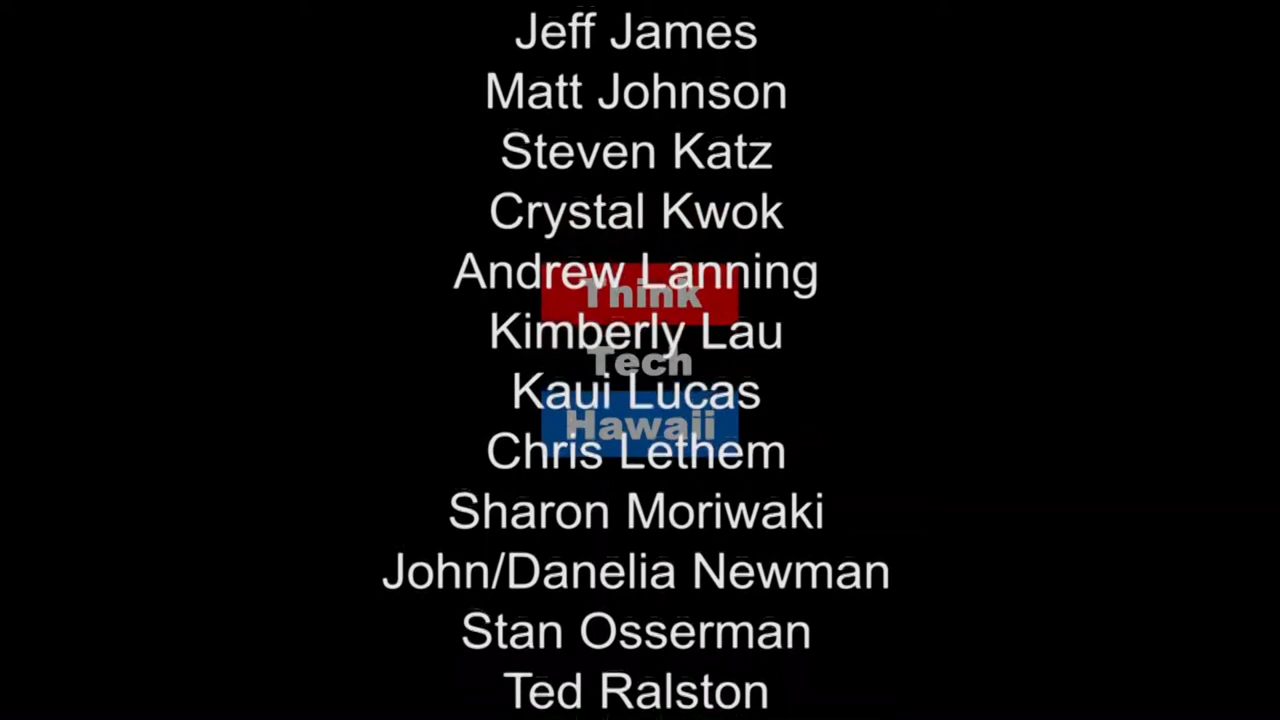 Jeff James
Matt Johnson
Steven Katz
Crystal Kwok
Andrew Lanning
Think
Kimberly Lau
Tech
Kaui Lucas
Hawaii
Chris Lethem
Sharon Moriwaki
John/Danelia Newman
Stan Osserman
Ted Ralston